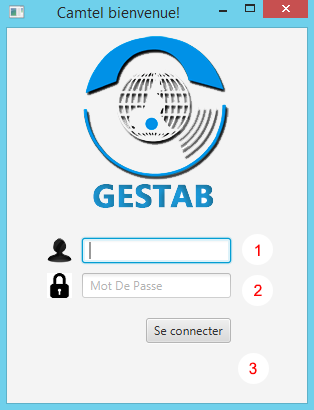 Camtel bienvenue!
GESTAB
1
Mot De Passe
2
Se connecter
3